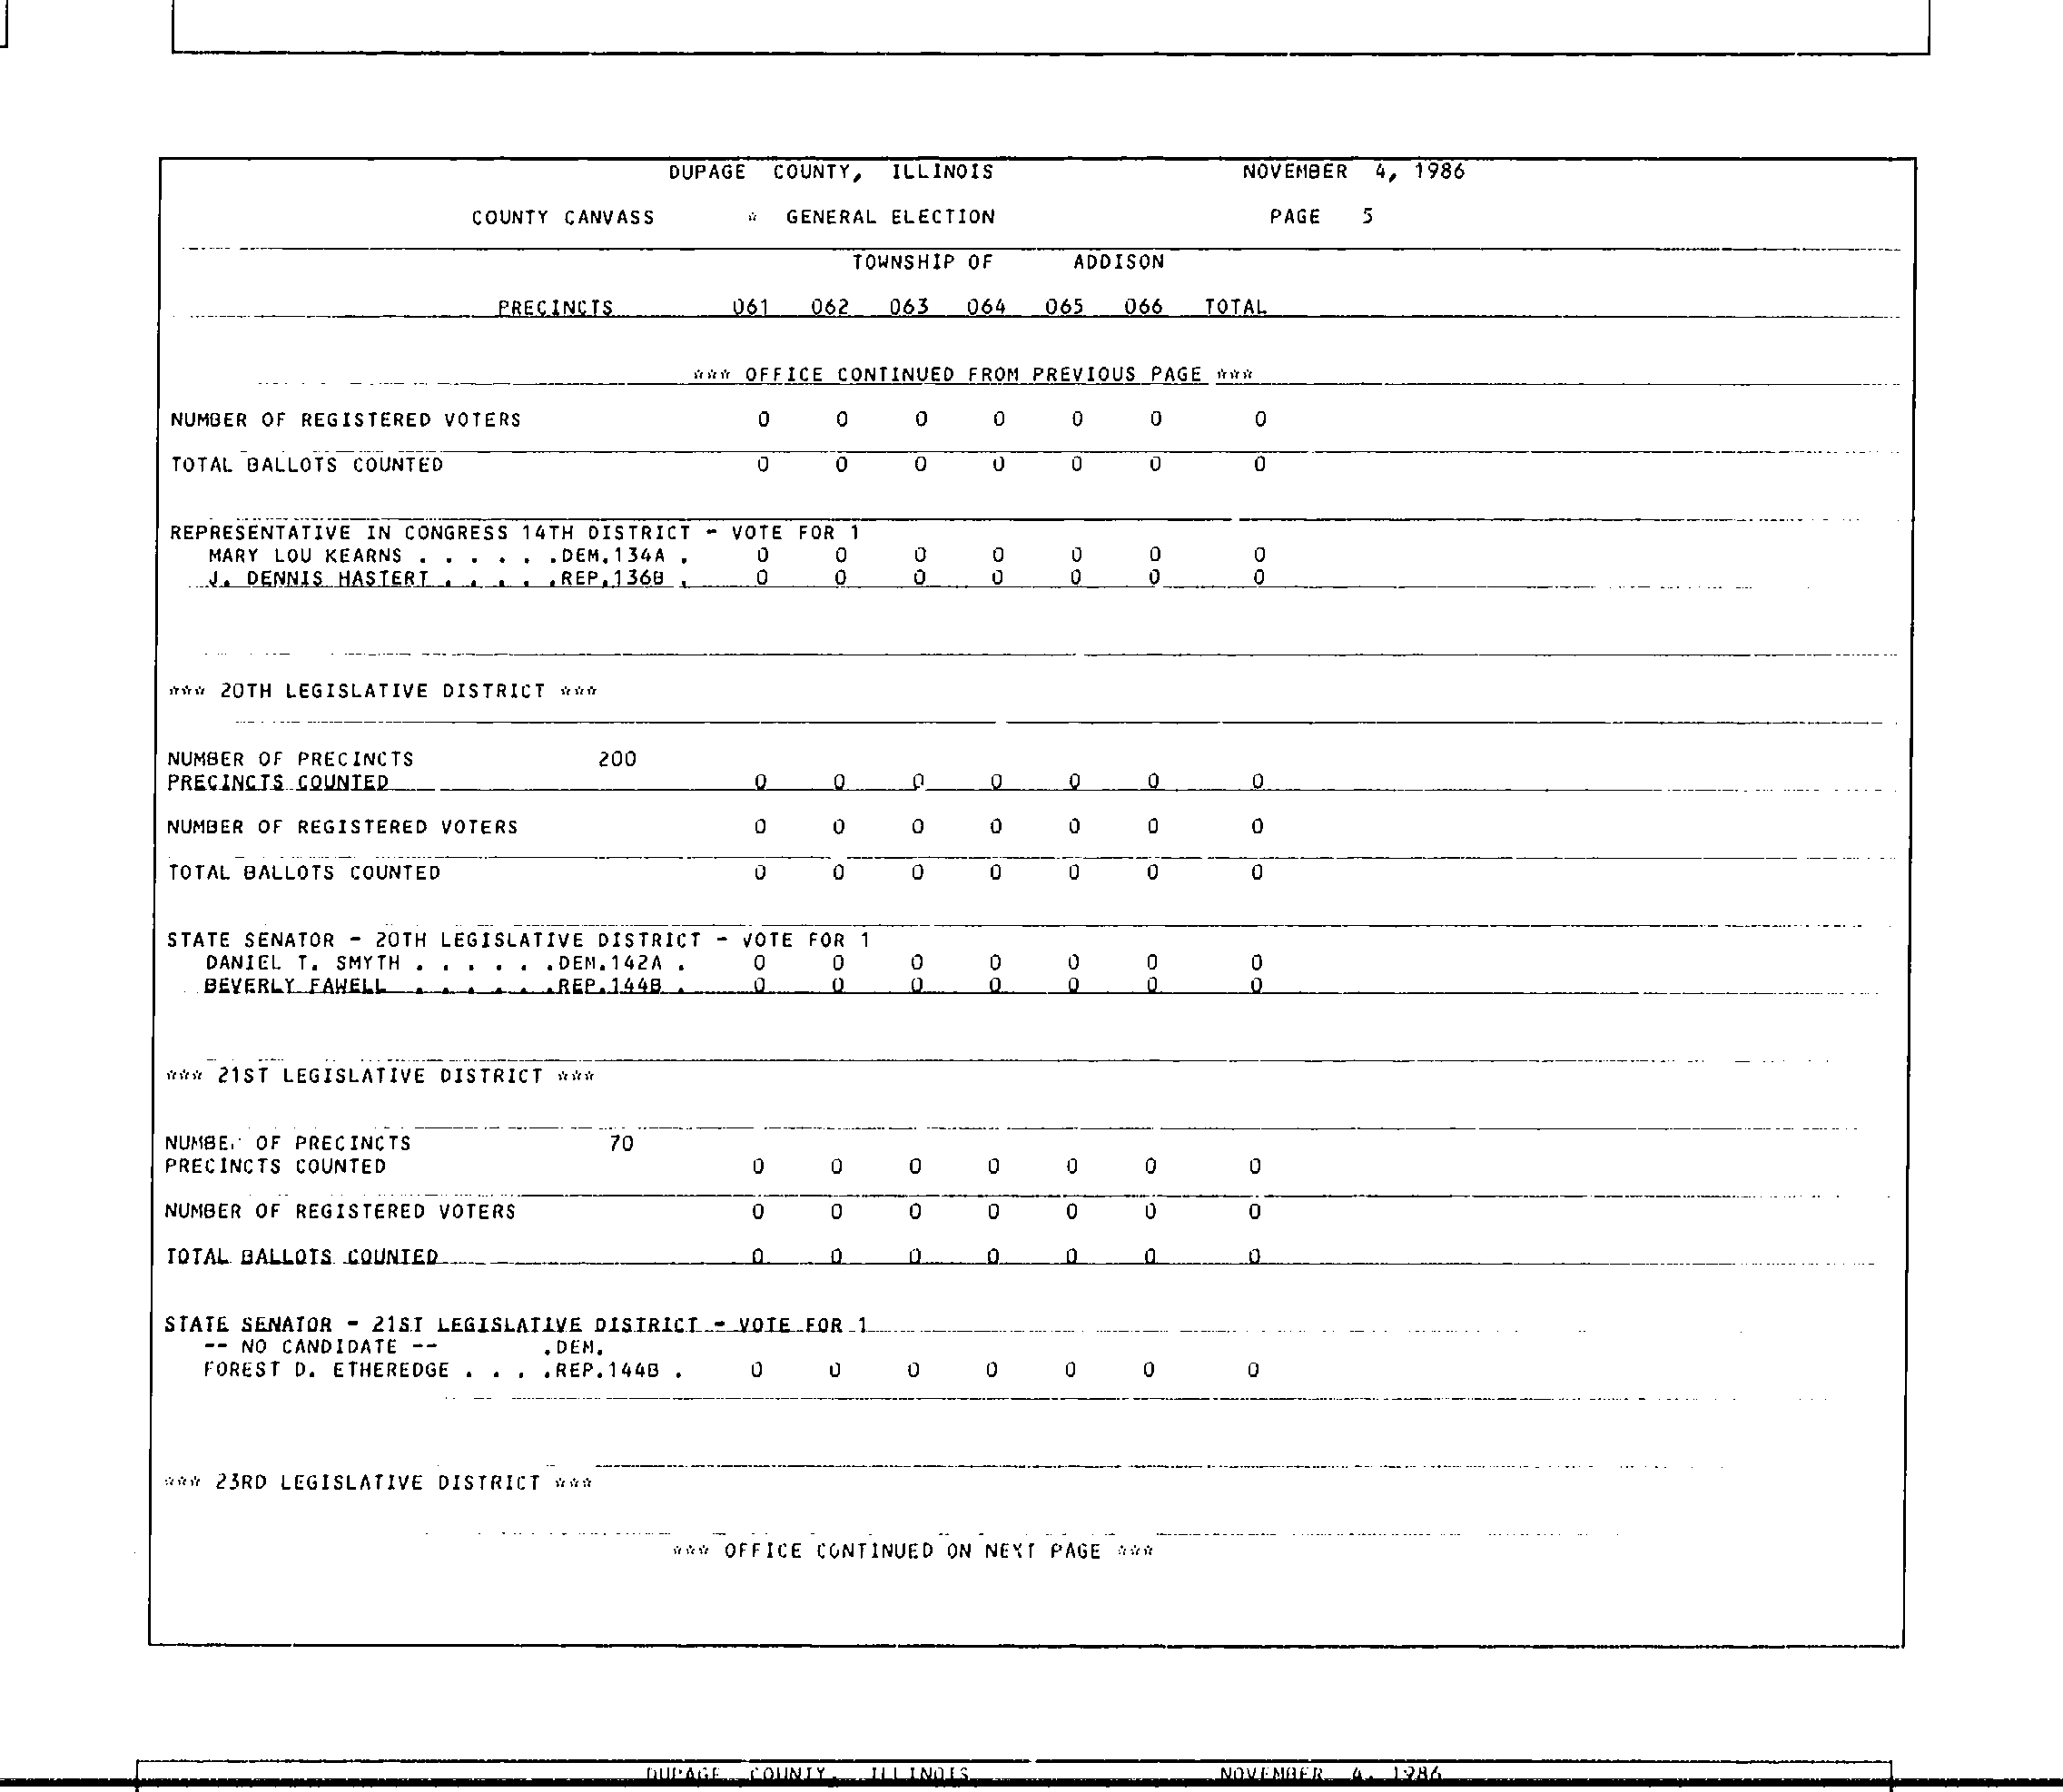 DUPAGE COUNTY, ILLINOIS NOVEMBER 4, 1986
COUNTY CANVASS * GENERAL ELECTION PAGE 5
TOWNSHIP OF ADDISON
PRECINCTS 061 062 063 064 065 066 TOTAL
*** OFFICE CONTINUED FROM PREVIOUS PAGE ***
NUMBER OF REGISTERED VOTERS 0 0 0 0 0 0 0
TOTAL BALLOTS COUNTED 0 0 0 0 0 0 0
REPRESENTATIVE IN CONGRESS 14TH DISTRICT - VOTE FOR 1
MARY LOU KEARNS . . . . . .DEM.134A . 0 0 0 0 0 0 0
J. DENNIS HASTERT . . . . .REP.136B . 0 0 0 0 0 0 0
*** 20TH LEGISLATIVE DISTRICT ***
NUMBER OF PRECINCTS 200
PRECINCTS COUNTED 0 0 0 0 0 0 0
NUMBER OF REGISTERED VOTERS 0 0 0 0 0 0 0
TOTAL BALLOTS COUNTED 0 0 0 0 0 0 0
STATE SENATOR - 20TH LEGISLATIVE DISTRICT - VOTE FOR 1
DANIEL T. SMYTH . . . . . .DEM.142A . 0 0 0 0 0 0 0
BEVERLY FAWELL . . . . . .REP.144B . 0 0 0 0 0 0 0
*** 21ST LEGISLATIVE DISTRICT ***
NUMBER OF PRECINCTS 70
PRECINCTS COUNTED 0 0 0 0 0 0 0
NUMBER OF REGISTERED VOTERS 0 0 0 0 0 0 0
TOTAL BALLOTS COUNTED 0 0 0 0 0 0 0
STATE SENATOR - 21ST LEGISLATIVE DISTRICT - VOTE FOR 1
-- NO CANDIDATE -- .DEM.
FOREST D. ETHEREDGE . . . .REP.144B . 0 0 0 0 0 0 0
*** 23RD LEGISLATIVE DISTRICT ***
*** OFFICE CONTINUED ON NEXT PAGE ***
DUPAGE COUNTY, ILLINOIS NOVEMBER 4, 1986